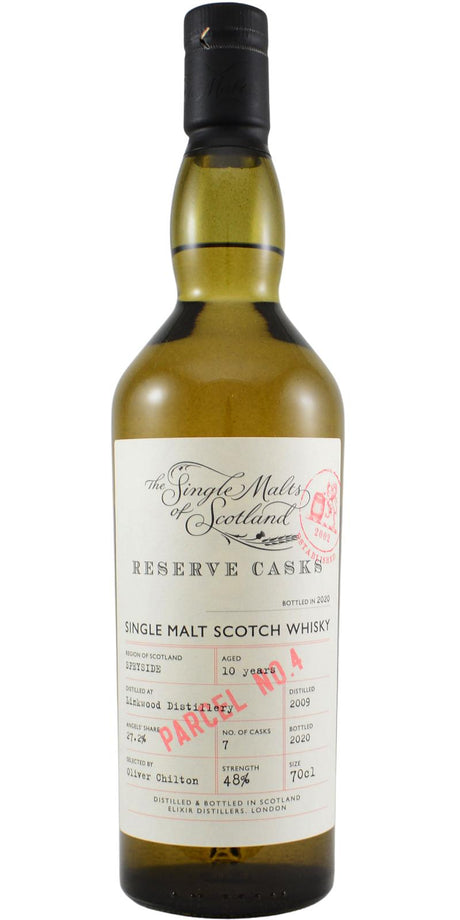 The Single Malts
of Scotland
2002
ESTABLISHED
RESERVE CASKS
BOTTLED IN 2020
SINGLE MALT SCOTCH WHISKY
REGION OF SCOTLAND
SPEYSIDE
AGED
10 years
DISTILLED AT
Linkwood Distillery
DISTILLED
2009
PARCEL NO.4
ANGELS' SHARE
27.2%
NO. OF CASKS
7
BOTTLED
2020
SELECTED BY
Oliver Chilton
STRENGTH
48%
SIZE
70cl
DISTILLED & BOTTLED IN SCOTLAND
ELIXIR DISTILLERS, LONDON